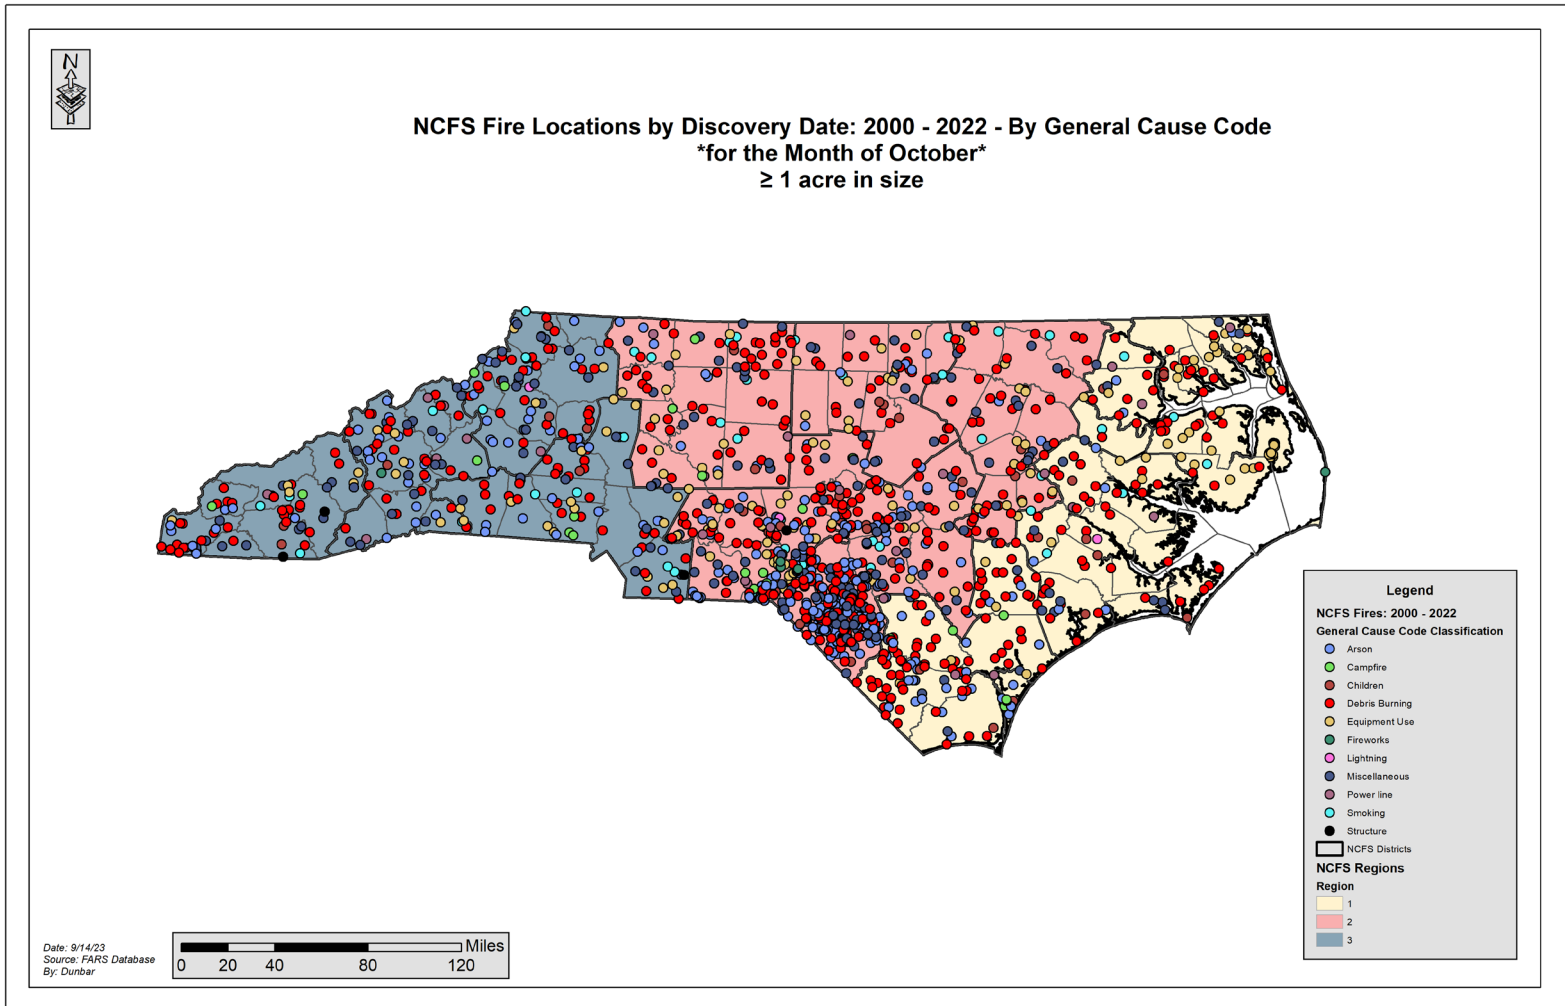 N
NCFS Fire Locations by Discovery Date: 2000 - 2022 - By General Cause Code
*for the Month of October*
≥ 1 acre in size
Legend
NCFS Fires: 2000 - 2022
General Cause Code Classification
Arson
Campfire
Children
Debris Burning
Equipment Use
Fireworks
Lightning
Miscellaneous
Power line
Smoking
Structure
NCFS Districts
NCFS Regions
Region
1
2
3
Date: 9/14/23
Source: FARS Database
By: Dunbar
Miles
0 20 40 80 120